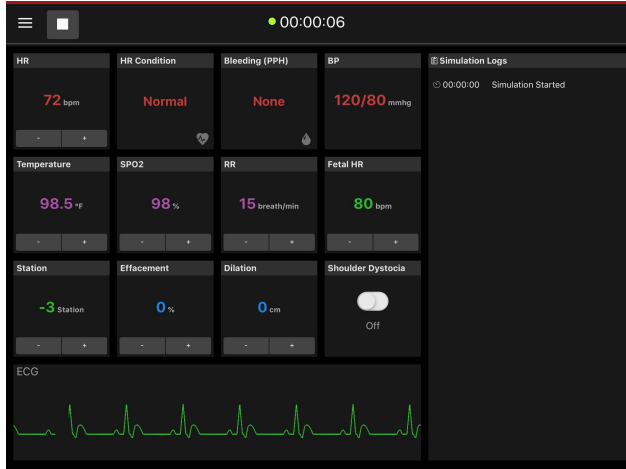 00:00:06
HR
HR Condition
Bleeding (PPH)
BP
Simulation Logs
72 bpm
Normal
None
120/80 mmhg
00:00:00 Simulation Started
- +
Temperature
SPO2
RR
Fetal HR
98.5 °F
98 %
15 breath/min
80 bpm
- +
- +
- +
- +
Station
Effacement
Dilation
Shoulder Dystocia
-3 Station
0 %
0 cm
Off
- +
- +
- +
ECG